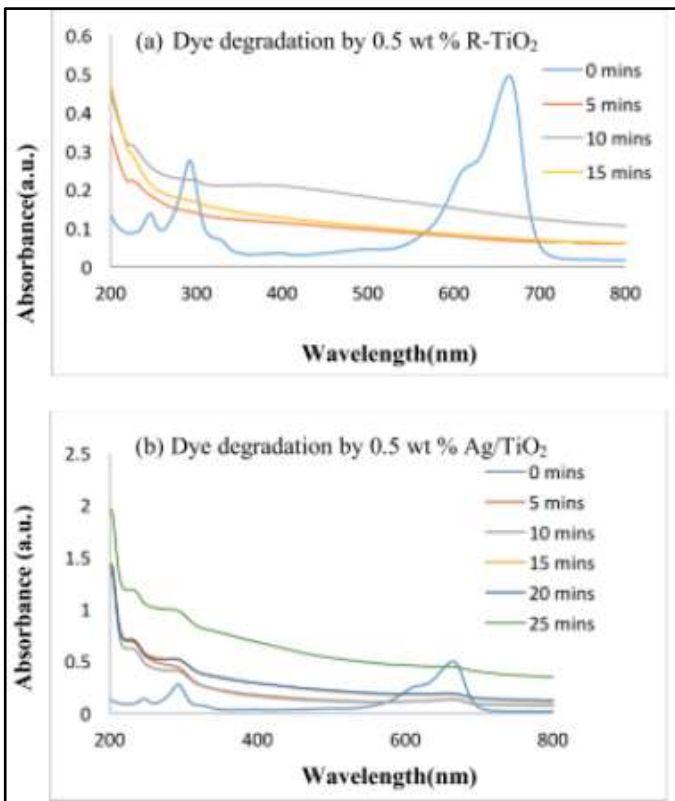 (a) Dye degradation by 0.5 wt % R-TiO₂
0.6
0.5
0.4
0.3
0.2
0.1
0
0 mins
5 mins
10 mins
15 mins
200 300 400 500 600 700 800
Absorbance(a.u.)
Wavelength(nm)
(b) Dye degradation by 0.5 wt % Ag/TiO₂
2.5
2
1.5
1
0.5
0
0 mins
5 mins
10 mins
15 mins
20 mins
25 mins
200 400 600 800
Absorbance (a.u.)
Wavelength(nm)